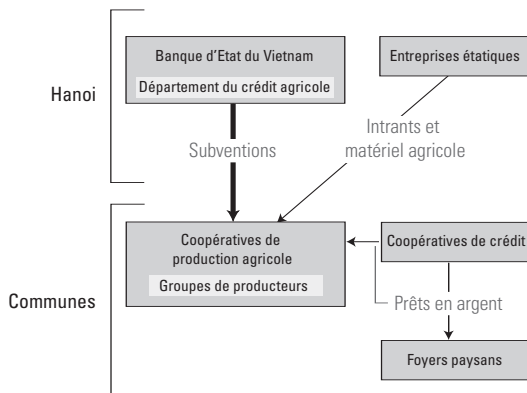 Banque d'Etat du Vietnam
Département du crédit agricole
Entreprises étatiques
Hanoi
Subventions
Intrants et
matériel agricole
Coopératives de
production agricole
Groupes de producteurs
Coopératives de crédit
Communes
Prêts en argent
Foyers paysans